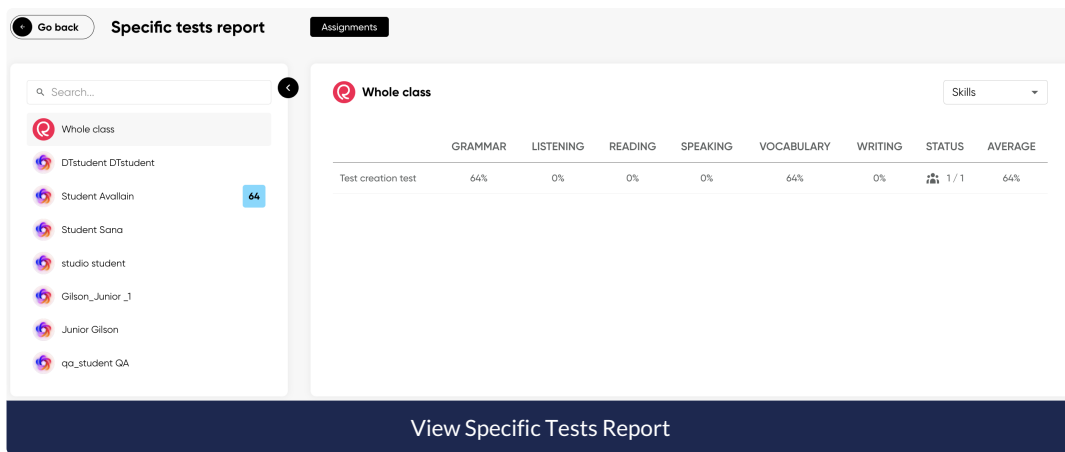 Go back
Specific tests report
Assignments
Search...
Whole class
DTstudent DTstudent
Student Avallain 64
Student Sana
studio student
Gilson_Junior _1
Junior Gilson
qa_student QA
Whole class
Skills
GRAMMAR LISTENING READING SPEAKING VOCABULARY WRITING STATUS AVERAGE
Test creation test 64% 0% 0% 0% 64% 0% 1 / 1 64%
View Specific Tests Report